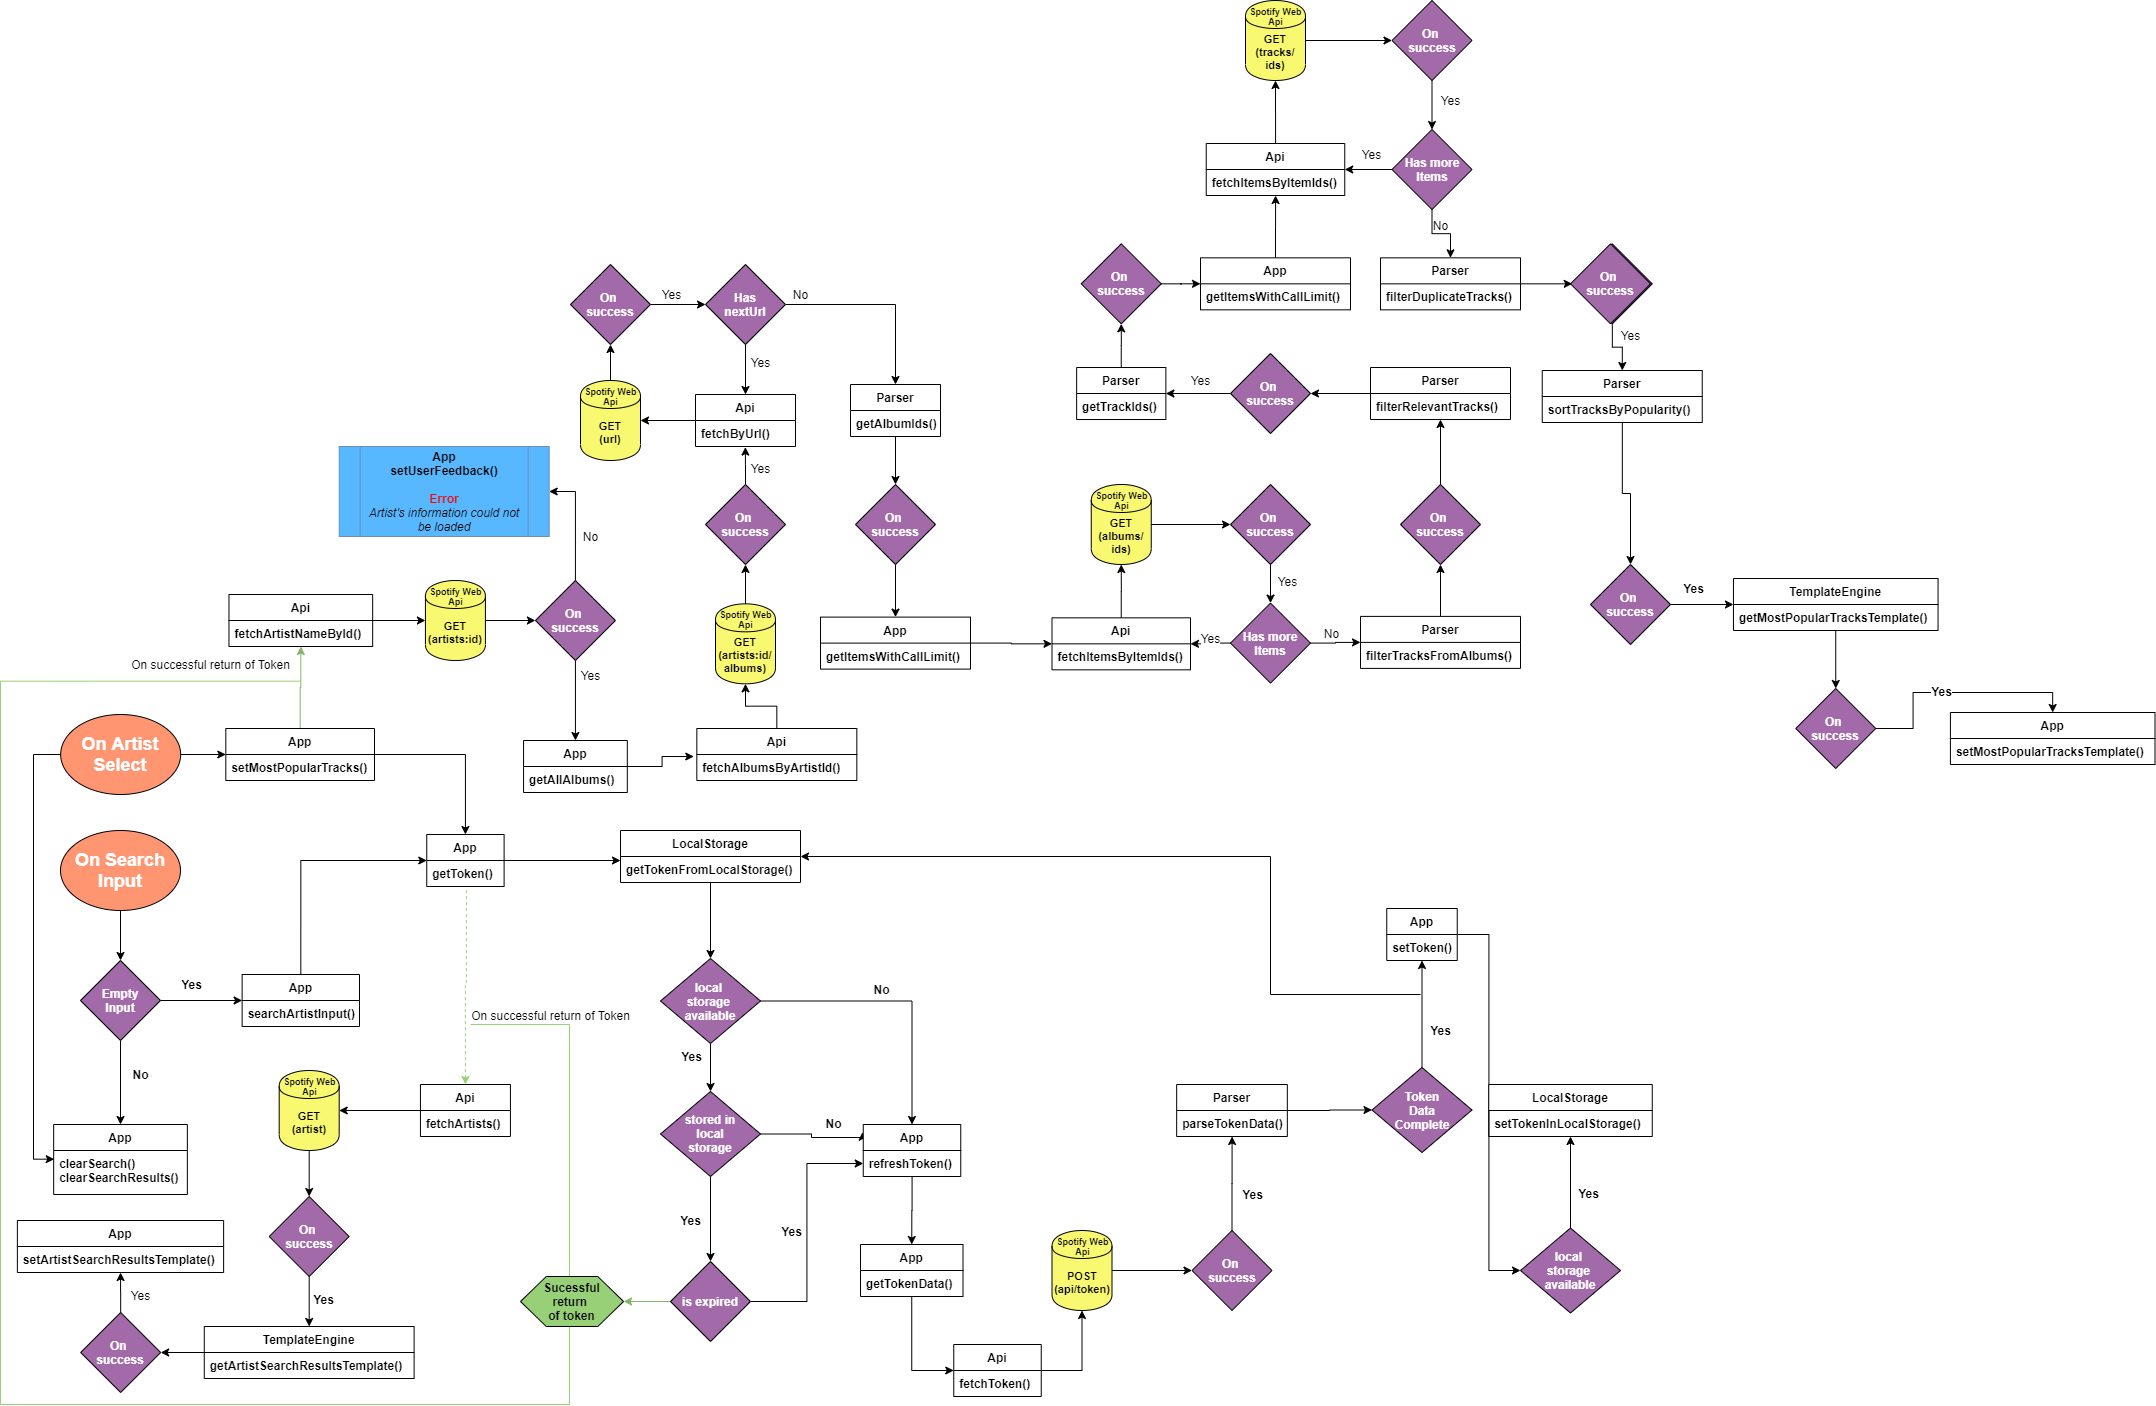 Spotify Web
Api
GET
(tracks/
ids)
On
success
Yes
Api
fetchItemsByItemIds()
Yes
Has more
Items
No
On
success
App
getItemsWithCallLimit()
Parser
filterDuplicateTracks()
On
success
Yes
On
success
Yes
Has
nextUrl
No
Yes
Spotify Web
Api
GET
(url)
Api
fetchByUrl()
Parser
getAlbumIds()
Parser
getTrackIds()
Yes
On
success
Parser
filterRelevantTracks()
Parser
sortTracksByPopularity()
App
setUserFeedback()
Error
Artist's information could not
be loaded
Yes
On
success
On
success
Spotify Web
Api
GET
(albums/
ids)
On
success
On
success
No
Yes
Api
fetchArtistNameById()
Spotify Web
Api
GET
(artists:id)
On
success
Spotify Web
Api
GET
(artists:id/
albums)
App
getItemsWithCallLimit()
Api
fetchItemsByItemIds()
Yes
Has more
Items
No
Parser
filterTracksFromAlbums()
On
success
Yes
TemplateEngine
getMostPopularTracksTemplate()
On successful return of Token
Yes
On Artist
Select
App
setMostPopularTracks()
App
getAllAlbums()
Api
fetchAlbumsByArtistId()
On
success
Yes
App
setMostPopularTracksTemplate()
On Search
Input
App
getToken()
LocalStorage
getTokenFromLocalStorage()
App
setToken()
Empty
Input
Yes
App
searchArtistInput()
On successful return of Token
local
storage
available
No
Yes
Yes
No
Spotify Web
Api
GET
(artist)
Api
fetchArtists()
stored in
local
storage
No
App
refreshToken()
Parser
parseTokenData()
Token
Data
Complete
LocalStorage
setTokenInLocalStorage()
App
clearSearch()
clearSearchResults()
Yes
Yes
Yes
Yes
App
setArtistSearchResultsTemplate()
On
success
App
getTokenData()
Spotify Web
Api
POST
(api/token)
On
success
local
storage
available
Yes
Yes
Sucessful
return
of token
is expired
On
success
TemplateEngine
getArtistSearchResultsTemplate()
Api
fetchToken()